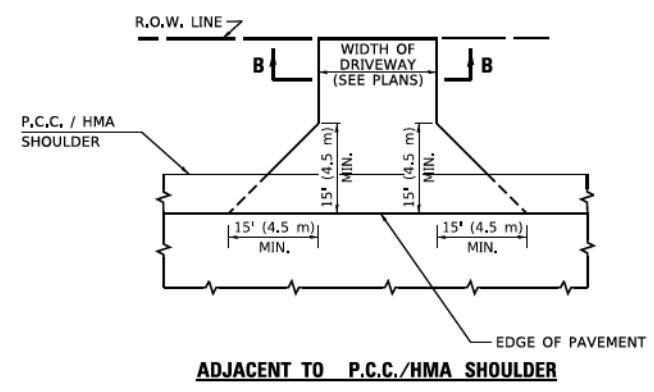 R.O.W. LINE
WIDTH OF
DRIVEWAY
(SEE PLANS)
B
B
P.C.C. / HMA
SHOULDER
15' (4.5 m)
MIN.
15' (4.5 m)
MIN.
15' (4.5 m)
MIN.
15' (4.5 m)
MIN.
EDGE OF PAVEMENT
ADJACENT TO P.C.C./HMA SHOULDER